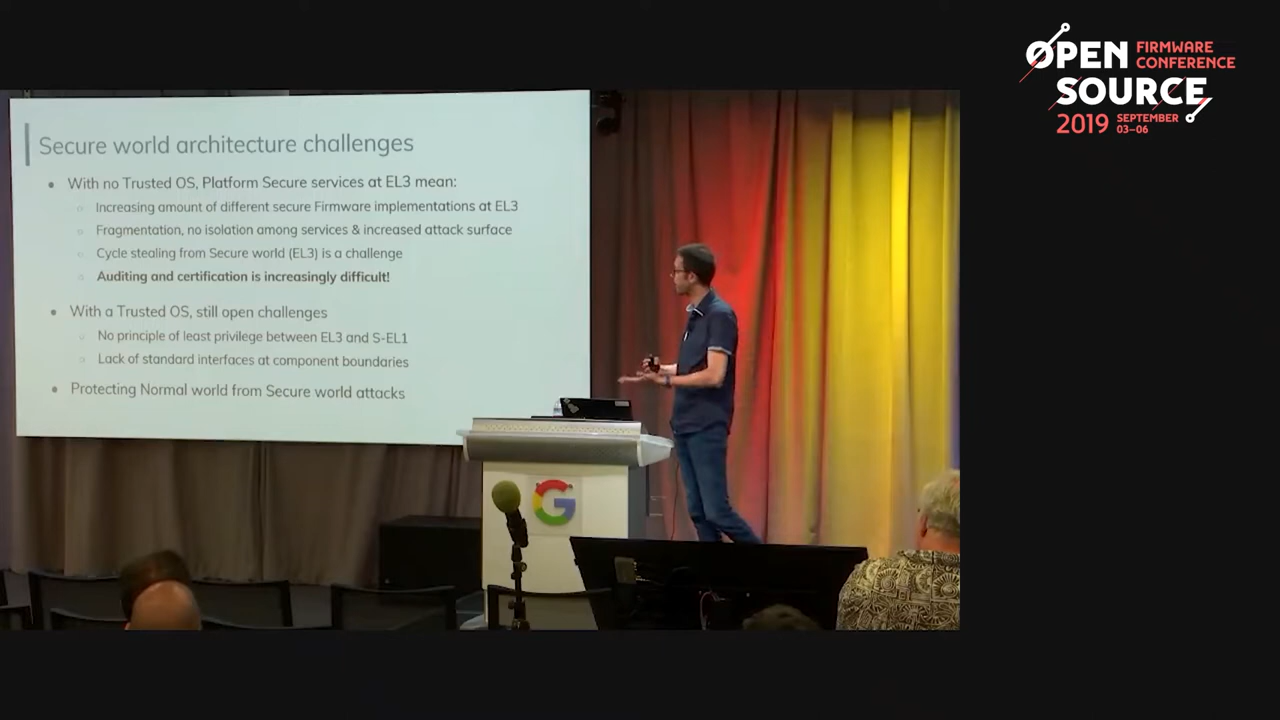 OPEN FIRMWARE
CONFERENCE
SOURCE
2019 SEPTEMBER
03–06
Secure world architecture challenges
With no Trusted OS, Platform Secure services at EL3 mean:
Increasing amount of different secure Firmware implementations at EL3
Fragmentation, no isolation among services & increased attack surface
Cycle stealing from Secure world (EL3) is a challenge
Auditing and certification is increasingly difficult!
With a Trusted OS, still open challenges
No principle of least privilege between EL3 and S-EL1
Lack of standard interfaces at component boundaries
Protecting Normal world from Secure world attacks
G